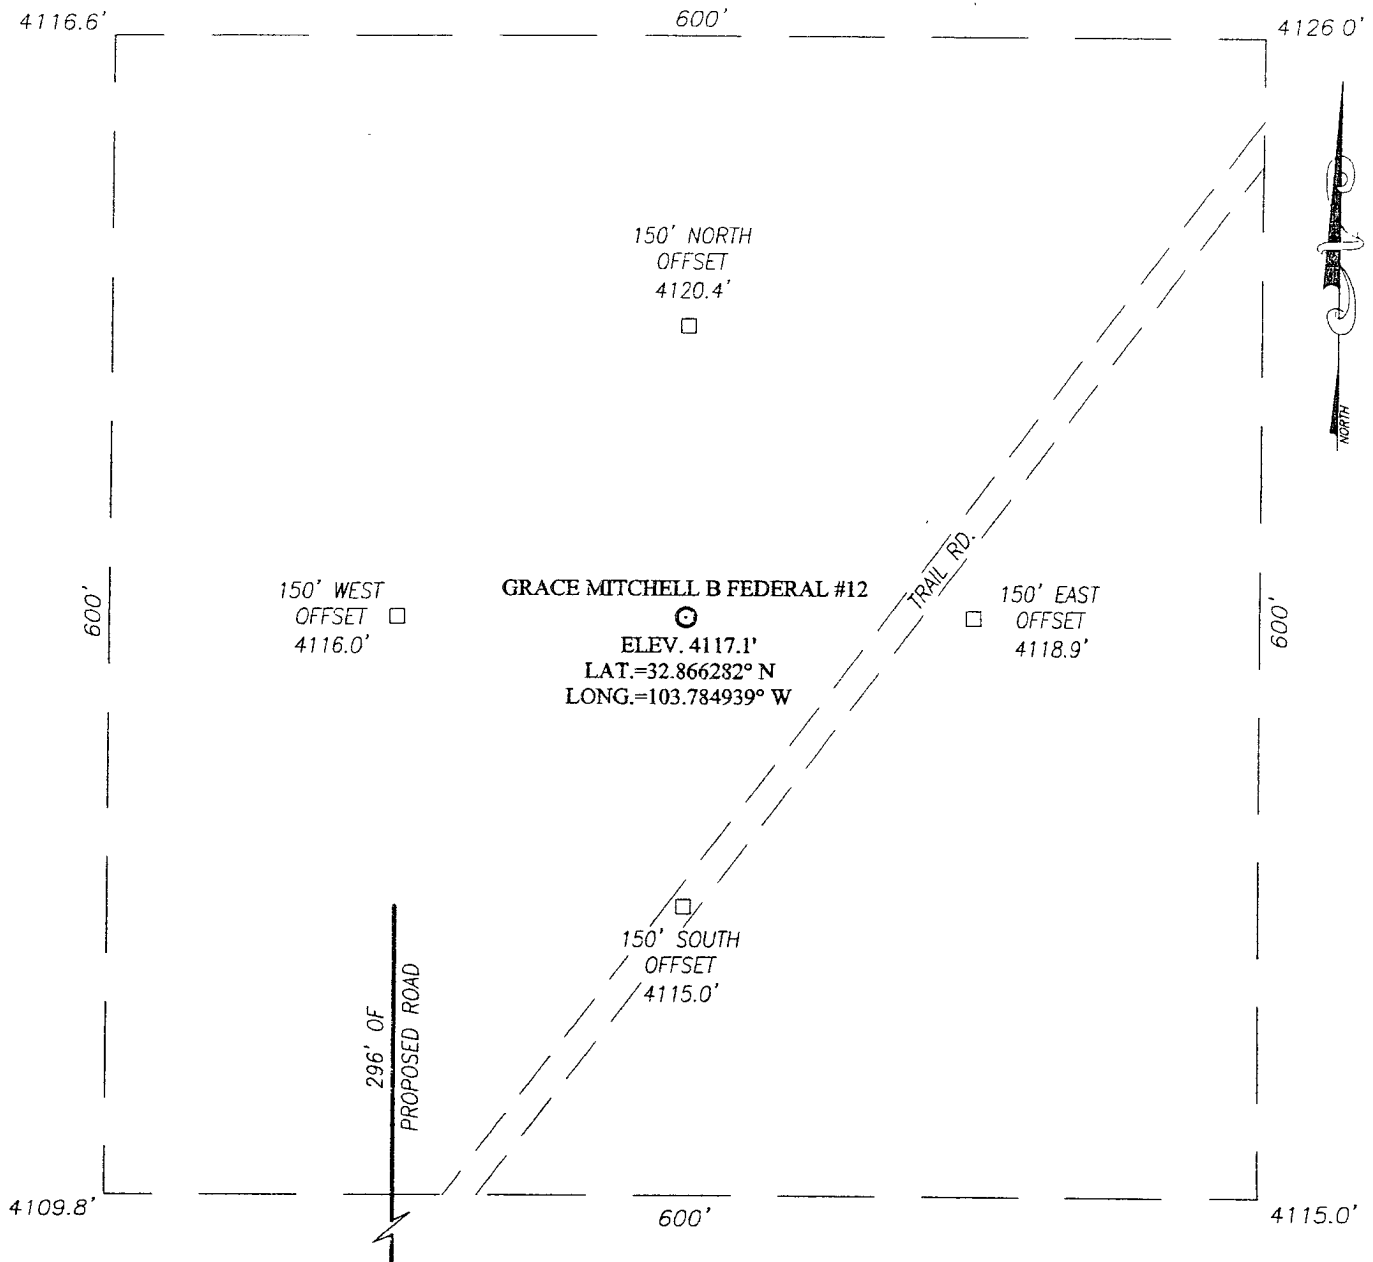 4116.6'
600'
4126 0'
150' NORTH
OFFSET
4120.4'
NORTH
600'
150' WEST
OFFSET
4116.0'
GRACE MITCHELL B FEDERAL #12
ELEV. 4117.1'
LAT.=32.866282° N
LONG.=103.784939° W
TRAIL RD.
150' EAST
OFFSET
4118.9'
600'
150' SOUTH
OFFSET
4115.0'
296' OF
PROPOSED ROAD
4109.8'
600'
4115.0'